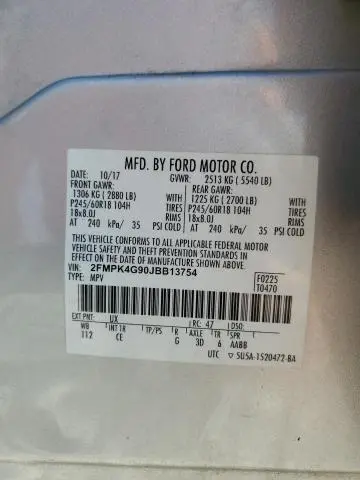 MFD. BY FORD MOTOR CO.
DATE: 10/17 GVWR: 2513 KG ( 5540 LB)
FRONT GAWR: REAR GAWR:
1306 KG ( 2880 LB) 1225 KG ( 2700 LB)
P245/60R18 104H TIRES P245/60R18 104H TIRES
18x8.0J RIMS 18x8.0J RIMS
AT 240 kPa/ 35 PSI COLD AT 240 kPa/ 35 PSI COLD
THIS VEHICLE CONFORMS TO ALL APPLICABLE FEDERAL MOTOR
VEHICLE SAFETY AND THEFT PREVENTION STANDARDS IN EFFECT
ON THE DATE OF MANUFACTURE SHOWN ABOVE.
VIN: 2FMPK4G90JBB13754 F0225
TYPE: MPV T0470
EXT PNT: UX RC: 47 DSO:
WB INT TR TP/PS R AXLE TR SPR
112 CE G 3D 6 AABB
UTC 5U5A-1520472-BA